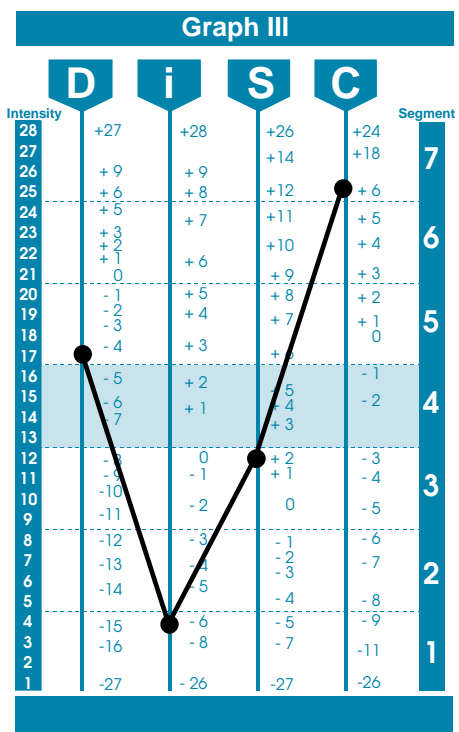 Graph III
D i S C
Intensity Segment
28 +27 +28 +26 +24
27 +14 +18 7
26 + 9 + 9
25 + 6 + 8 +12 + 6
24 + 5 + 7 +11 + 5
23 + 3 6
+ 2 +10 + 4
22 + 1 + 6
21 0 + 9 + 3
20 - 1 + 5 + 8 + 2
19 - 2 + 4
- 3 + 7 + 1 5
18 0
17 - 4 + 3 + 6
16 - 5 + 2 - 1
15 - 6 + 5 - 2 4
14 - 7 + 1 + 4
13 + 3
12 - 8 0 + 2 - 3
11 - 9 - 1 + 1 - 4 3
10 -10 - 2 0 - 5
9 -11
8 -12 - 3 - 1 - 6
7 -13 - 4 - 2 - 7 2
6 -14 - 5 - 3
5 - 4 - 8
4 -15 - 6 - 5 - 9
3 -16 - 8 - 7 -11 1
2
1 -27 - 26 -27 -26